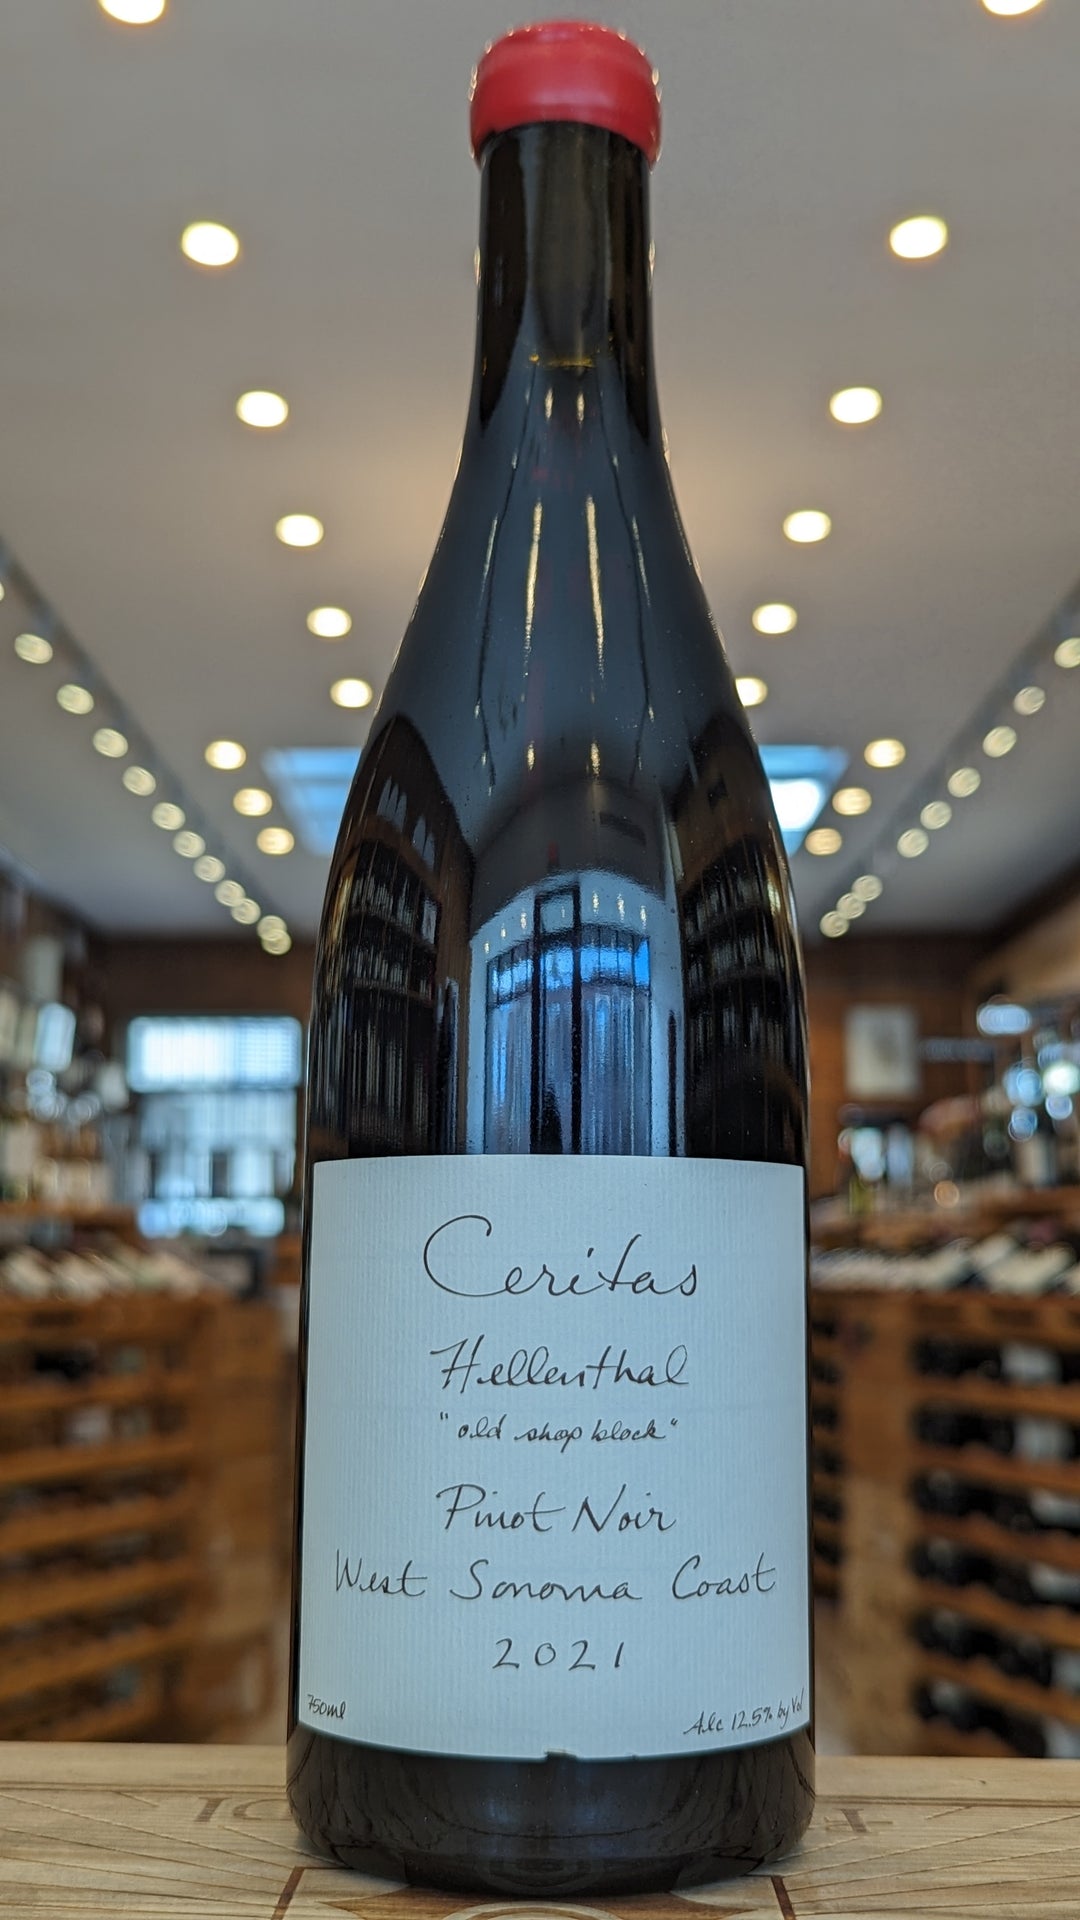 Ceritas
Hellenthal
"old shop block"
Pinot Noir
West Sonoma Coast
2021
750ml
Alc 12.5% by Vol